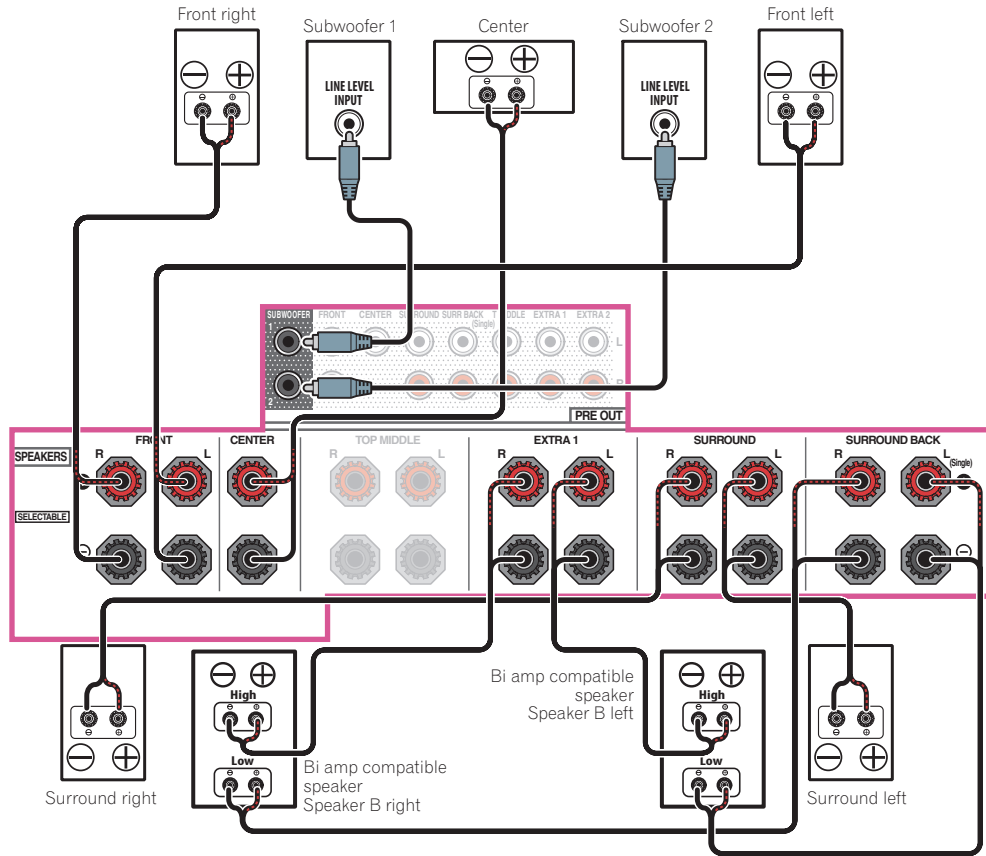 Front right
Subwoofer 1
Center
Subwoofer 2
Front left
LINE LEVEL
INPUT
LINE LEVEL
INPUT
SUBWOOFER
FRONT
CENTER
SURROUND
SURR BACK
(Single)
EXTRA 1
EXTRA 2
1
L
2
R
PRE OUT
SPEAKERS
FRONT
CENTER
TOP MIDDLE
EXTRA 1
SURROUND
SURROUND BACK
R
L
R
L
R
L
R
L
R
L
(Single)
SELECTABLE
High
Low
Bi amp compatible
speaker
Speaker B left
High
Low
Bi amp compatible
speaker
Speaker B right
Surround right
Surround left